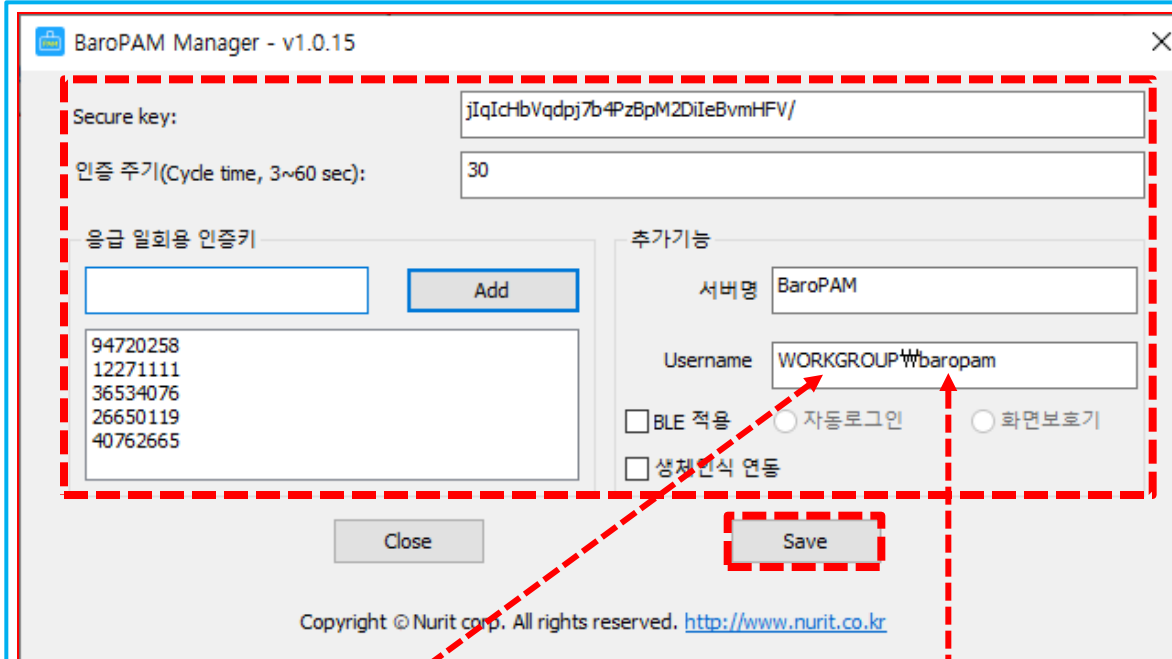 BaroPAM Manager - v1.0.15
Secure key:
jIqIcHbVqdpj7b4PzBpM2DiIeBvmHFV/
인증 주기(Cycle time, 3~60 sec):
30
응급 일회용 인증키
Add
94720258
12271111
36534076
26650119
40762665
추가기능
서버명
BaroPAM
Username
WORKGROUP₩baropam
BLE 적용
자동로그인
화면보호기
생체인식 연동
Close
Save
Copyright © Nurit corp. All rights reserved. http://www.nurit.co.kr